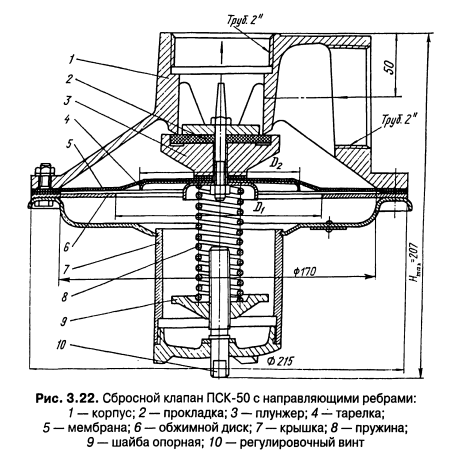 Труб. 2"
1
2
3
4
5
50
Труб. 2"
D2
D1
6
7
8
9
10
ϕ170
ϕ215
Hmax=207
Рис. 3.22. Сбросной клапан ПСК-50 с направляющими ребрами:
1 — корпус; 2 — прокладка; 3 — плунжер; 4 — тарелка;
5 — мембрана; 6 — обжимной диск; 7 — крышка; 8 — пружина;
9 — шайба опорная; 10 — регулировочный винт